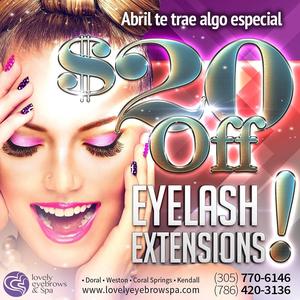 Abril te trae algo especial
$20
Off
EYELASH
EXTENSIONS!
lovely
eyebrows
& Spa
• Doral • Weston • Coral Springs • Kendall
www.lovelyeyebrowspa.com
(305) 770-6146
(786) 420-3136